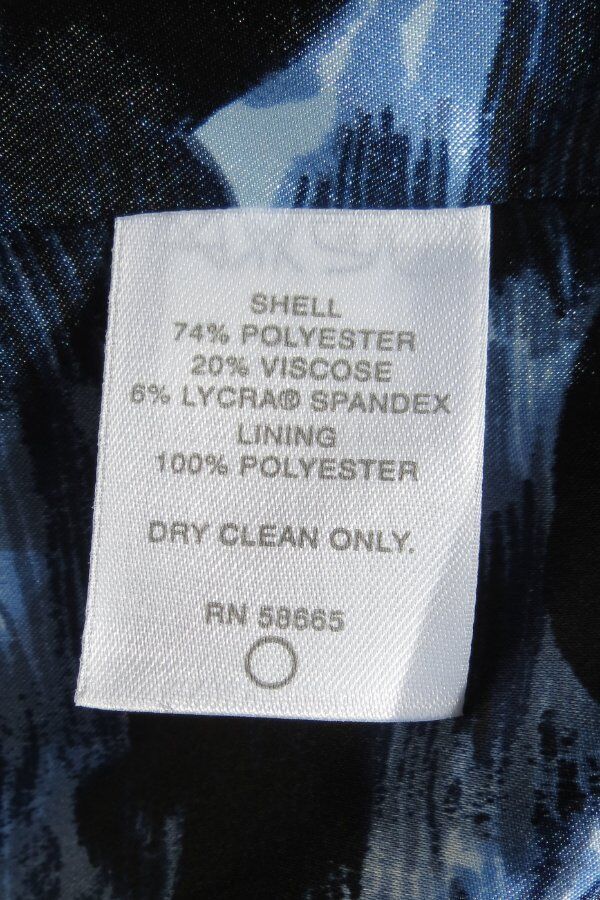 SHELL
74% POLYESTER
20% VISCOSE
6% LYCRA® SPANDEX
LINING
100% POLYESTER
DRY CLEAN ONLY.
RN 58665